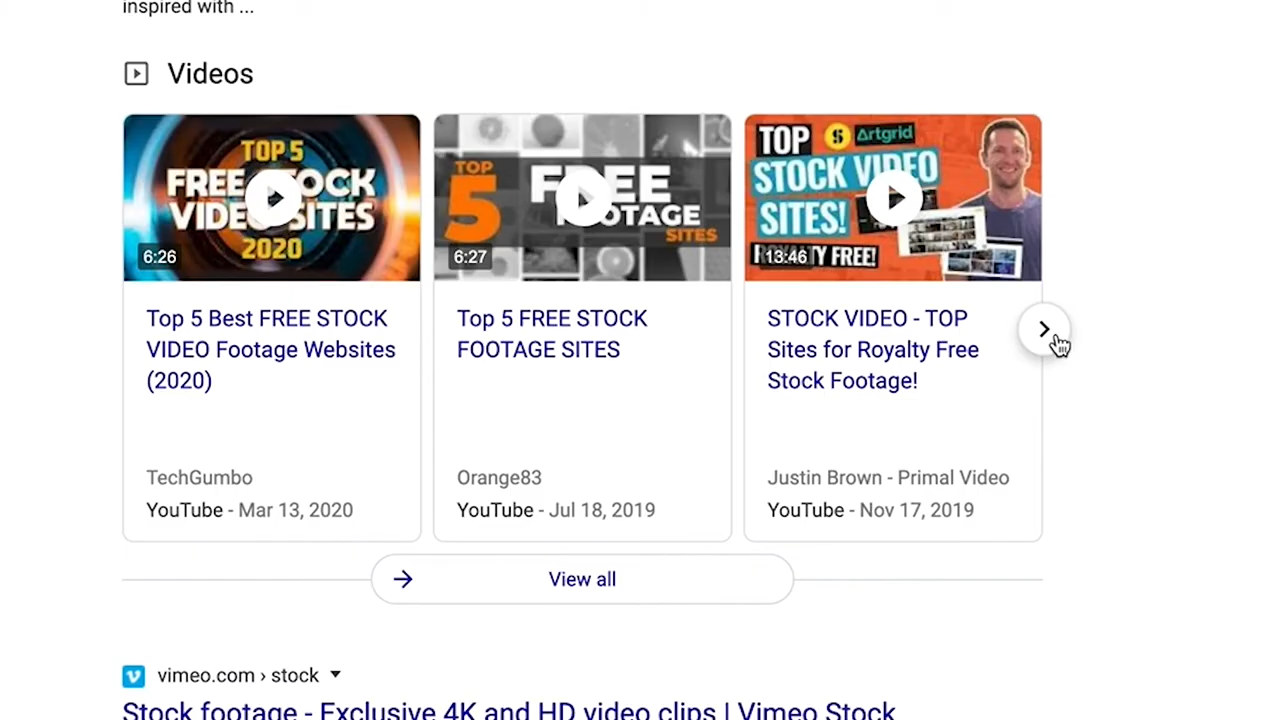 inspired with ...
Videos
TOP 5
FREE STOCK
VIDEO SITES
2020
6:26
TOP
5
FREE
FOOTAGE
SITES
6:27
TOP
Artgrid
STOCK VIDEO
SITES!
ROYALTY FREE!
13:46
Top 5 Best FREE STOCK
VIDEO Footage Websites
(2020)
TechGumbo
YouTube - Mar 13, 2020
Top 5 FREE STOCK
FOOTAGE SITES
Orange83
YouTube - Jul 18, 2019
STOCK VIDEO - TOP
Sites for Royalty Free
Stock Footage!
Justin Brown - Primal Video
YouTube - Nov 17, 2019
View all
vimeo.com › stock
Stock footage - Exclusive 4K and HD video clips | Vimeo Stock